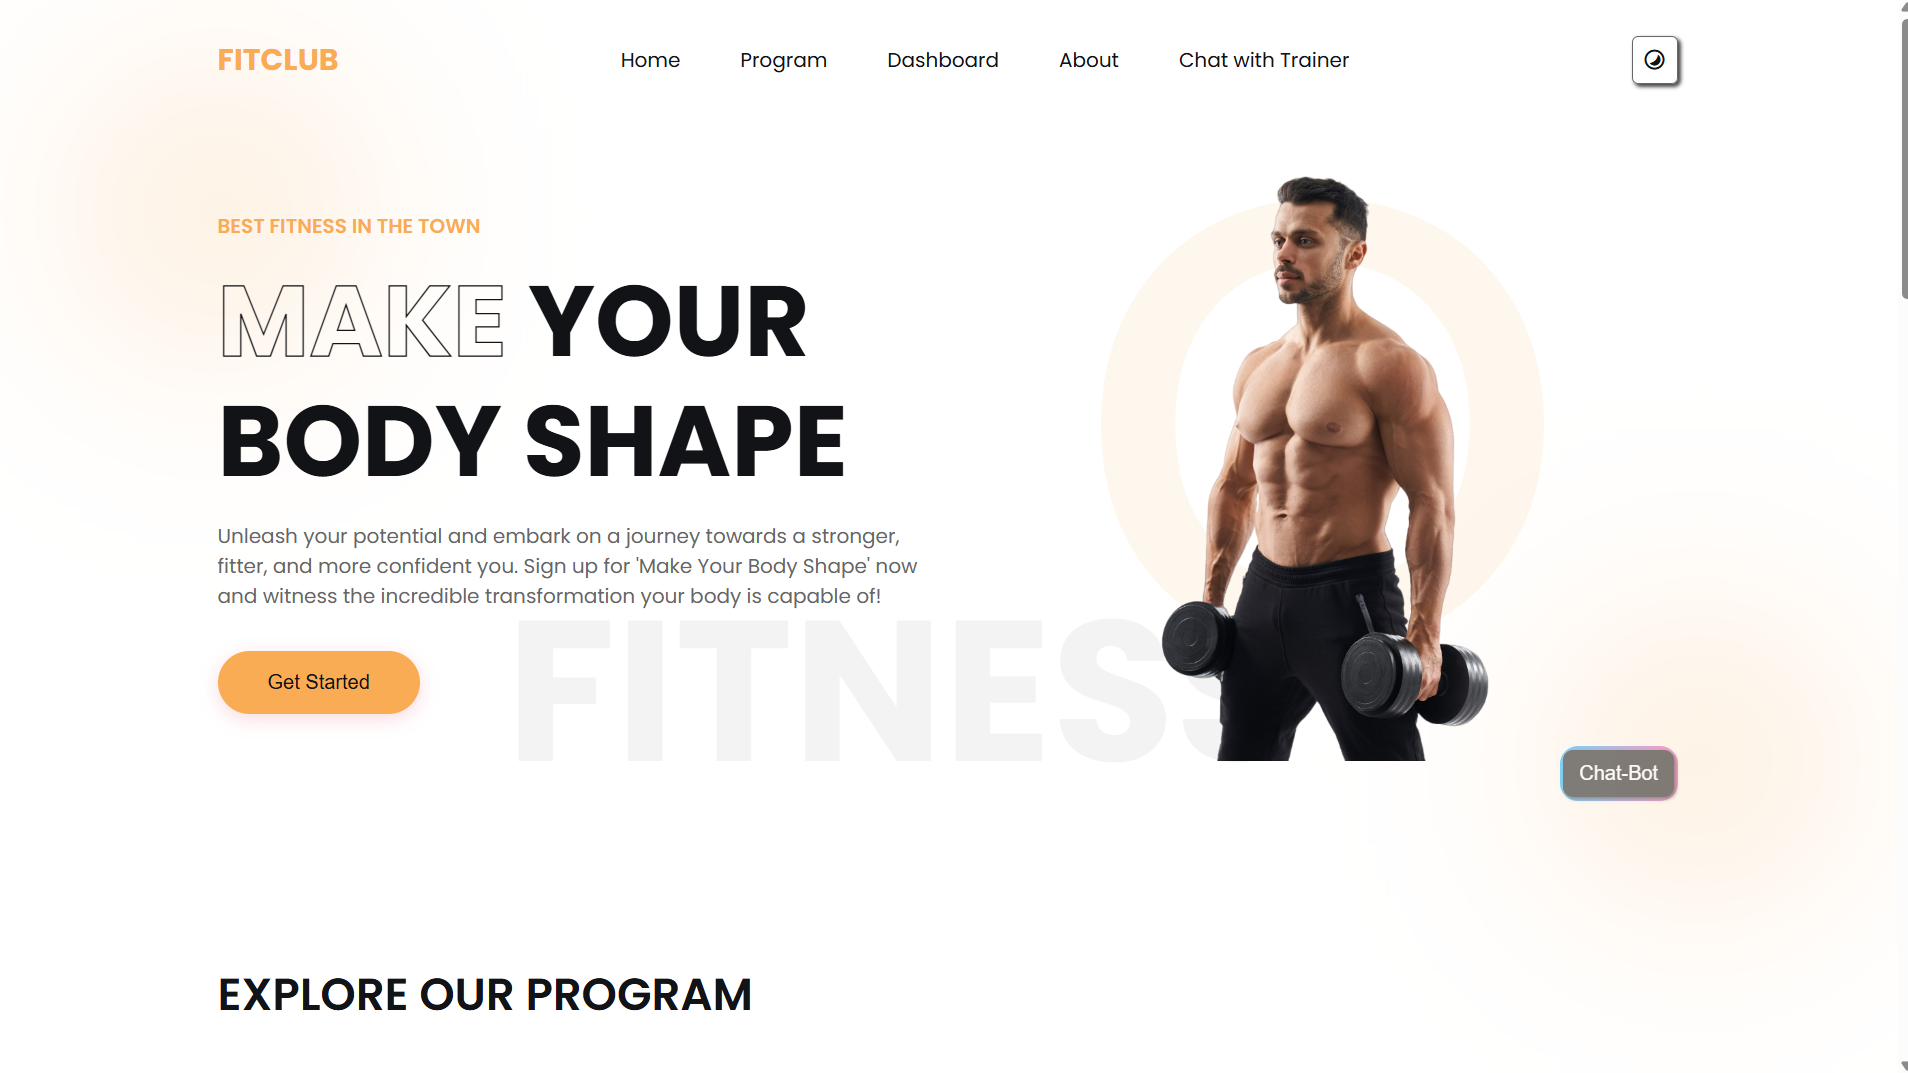 FITCLUB
Home Program Dashboard About Chat with Trainer
BEST FITNESS IN THE TOWN
MAKE YOUR
BODY SHAPE
Unleash your potential and embark on a journey towards a stronger,
fitter, and more confident you. Sign up for 'Make Your Body Shape' now
and witness the incredible transformation your body is capable of!
FITNESS
Get Started
Chat-Bot
EXPLORE OUR PROGRAM